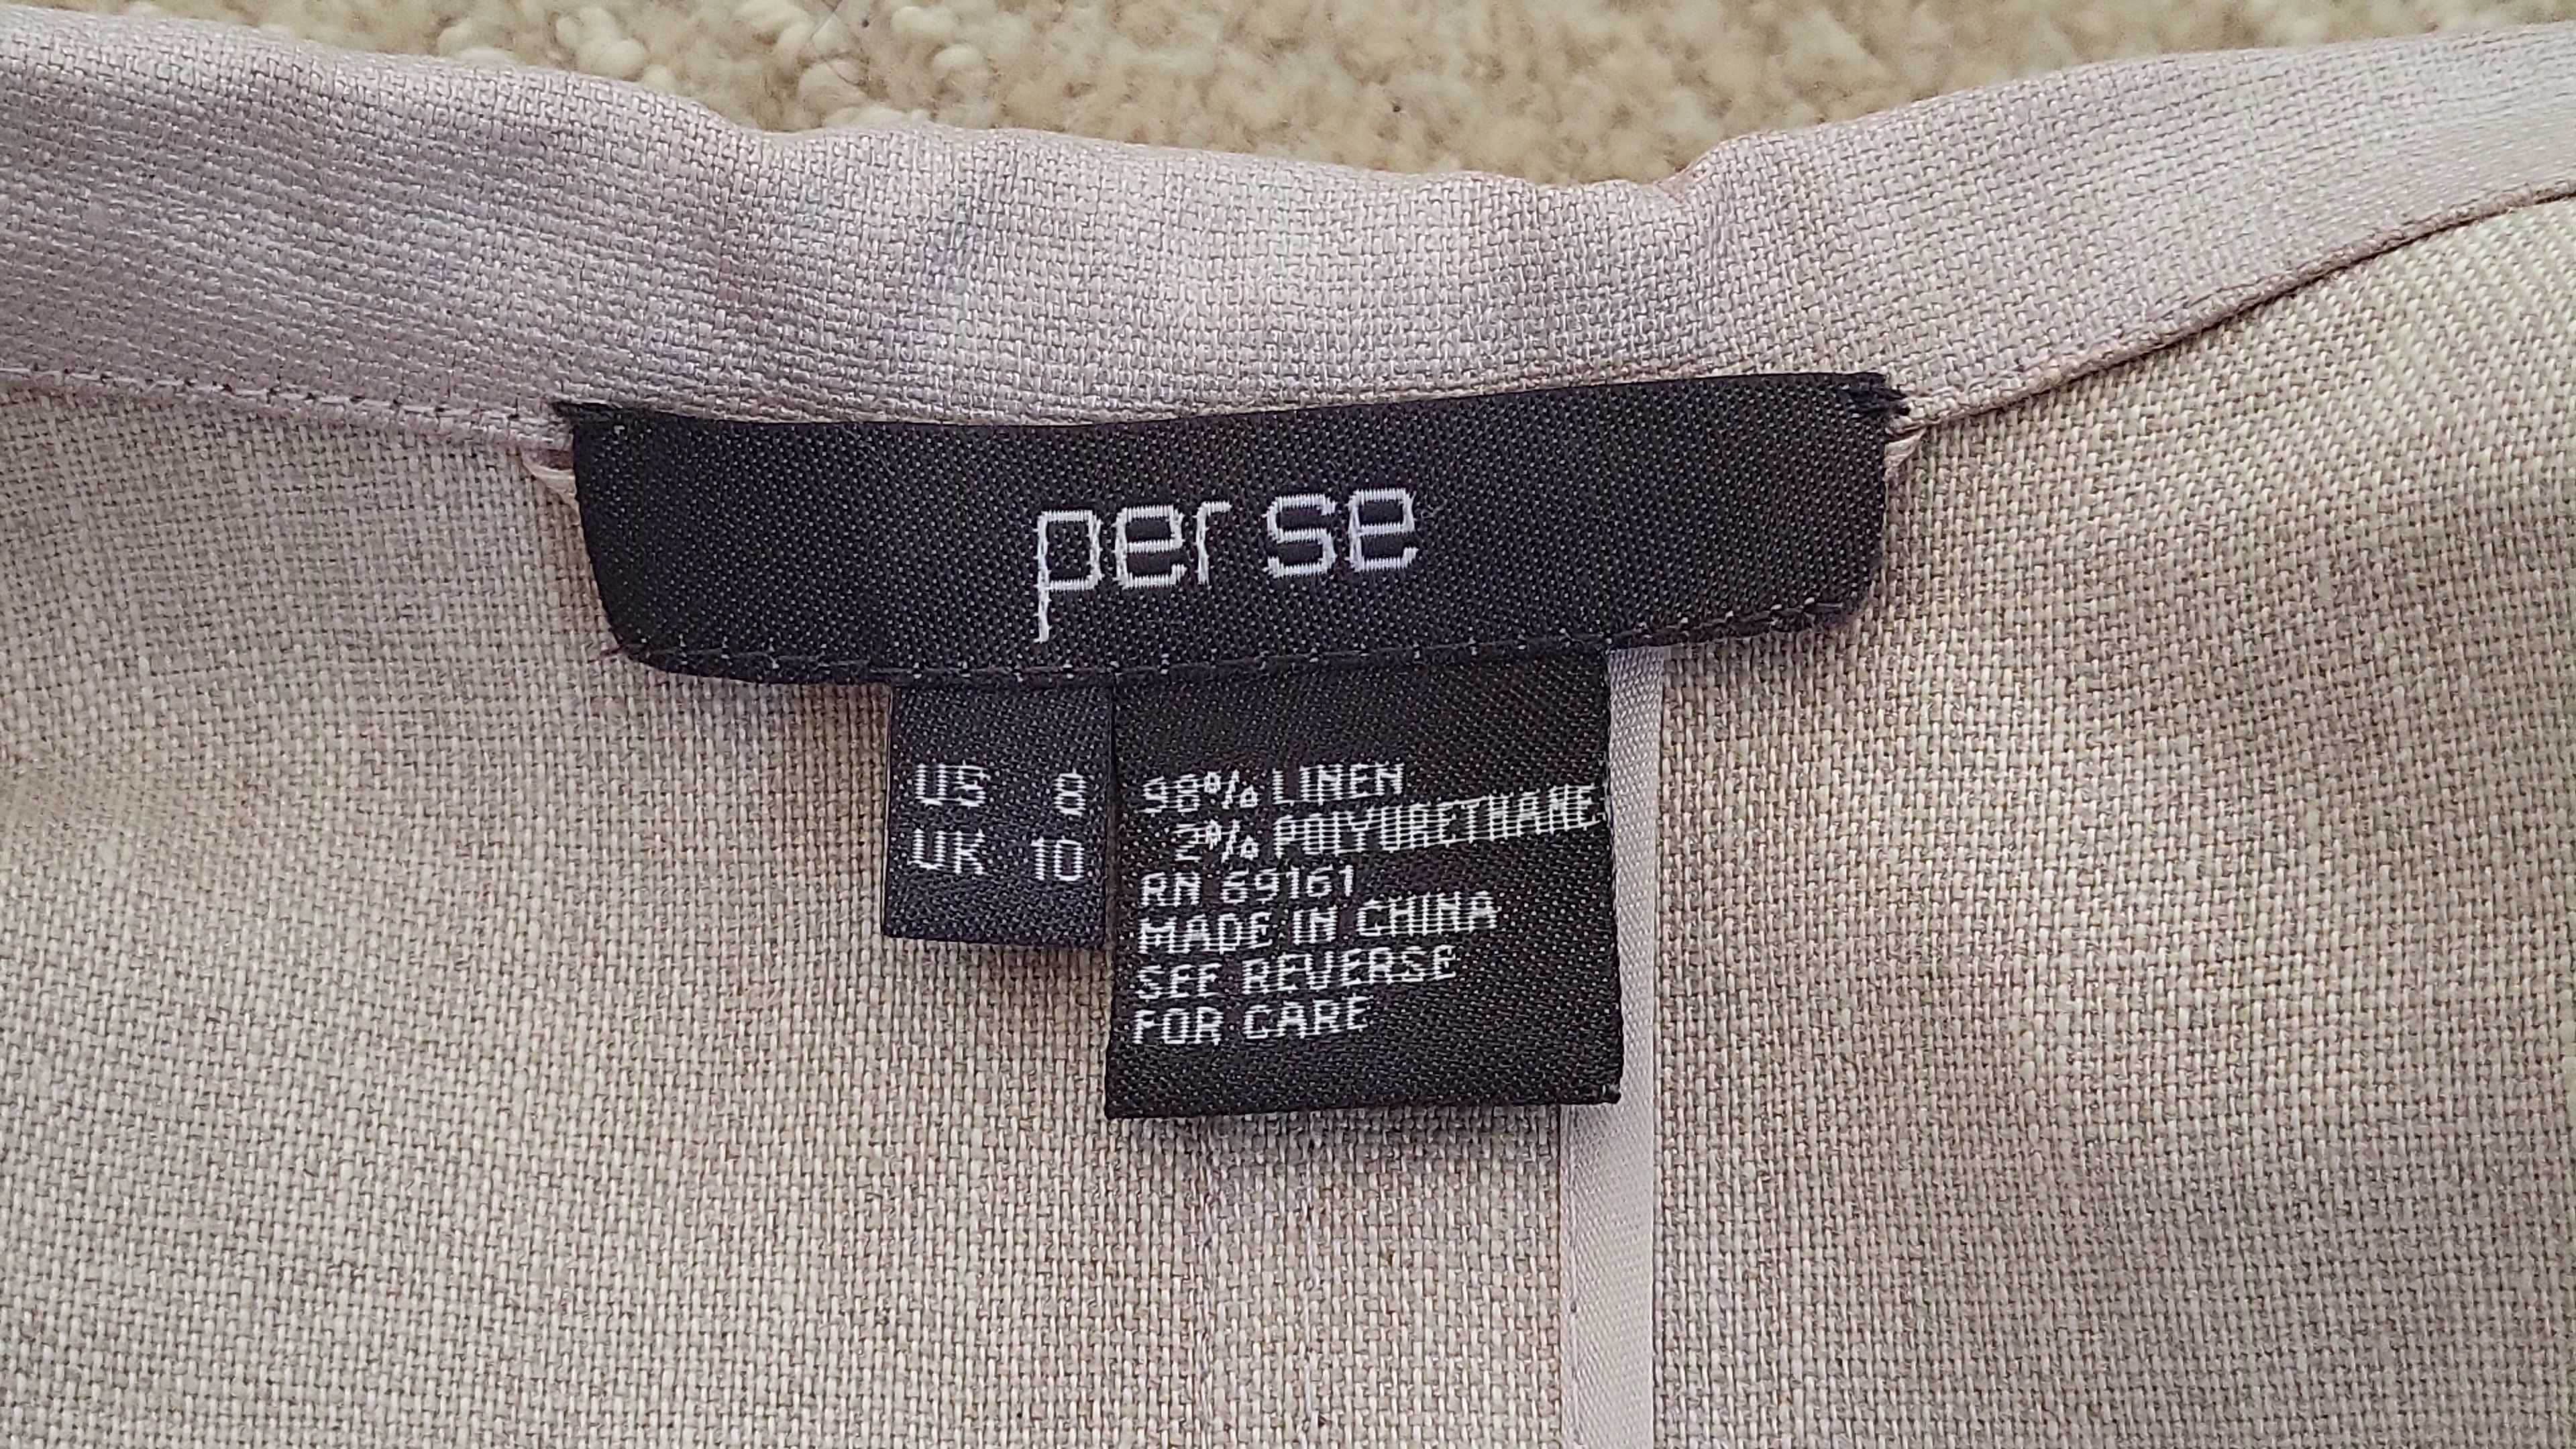 per se
US 8
UK 10
98% LINEN
2% POLYURETHANE
RN 69161
MADE IN CHINA
SEE REVERSE
FOR CARE